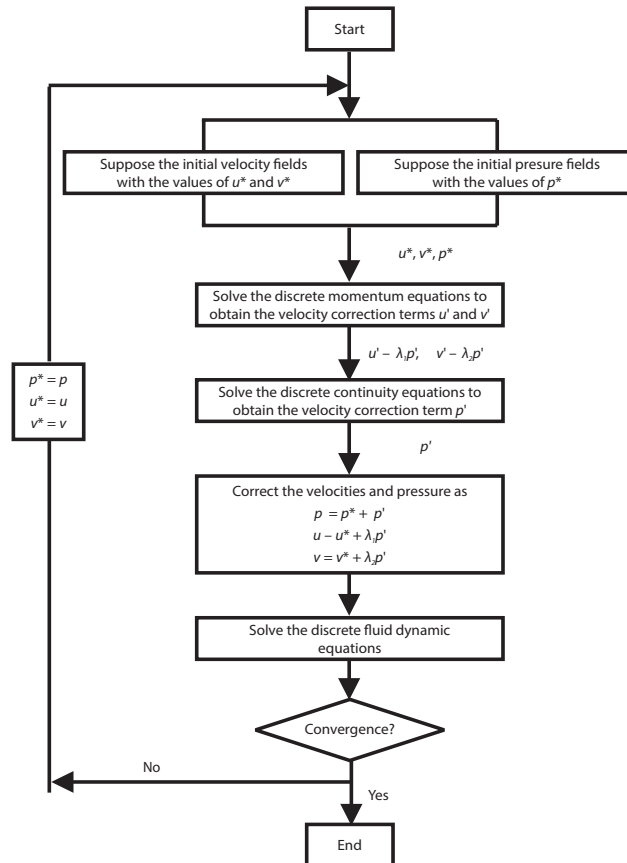 Start
Suppose the initial velocity fields
with the values of u* and v*
Suppose the initial presure fields
with the values of p*
u*, v*, p*
Solve the discrete momentum equations to
obtain the velocity correction terms u' and v'
u' – λ₁p', v' – λ₂p'
Solve the discrete continuity equations to
obtain the velocity correction term p'
p'
Correct the velocities and pressure as
p = p* + p'
u – u* + λ₁p'
v = v* + λ₂p'
p* = p
u* = u
v* = v
Solve the discrete fluid dynamic
equations
Convergence?
No
Yes
End